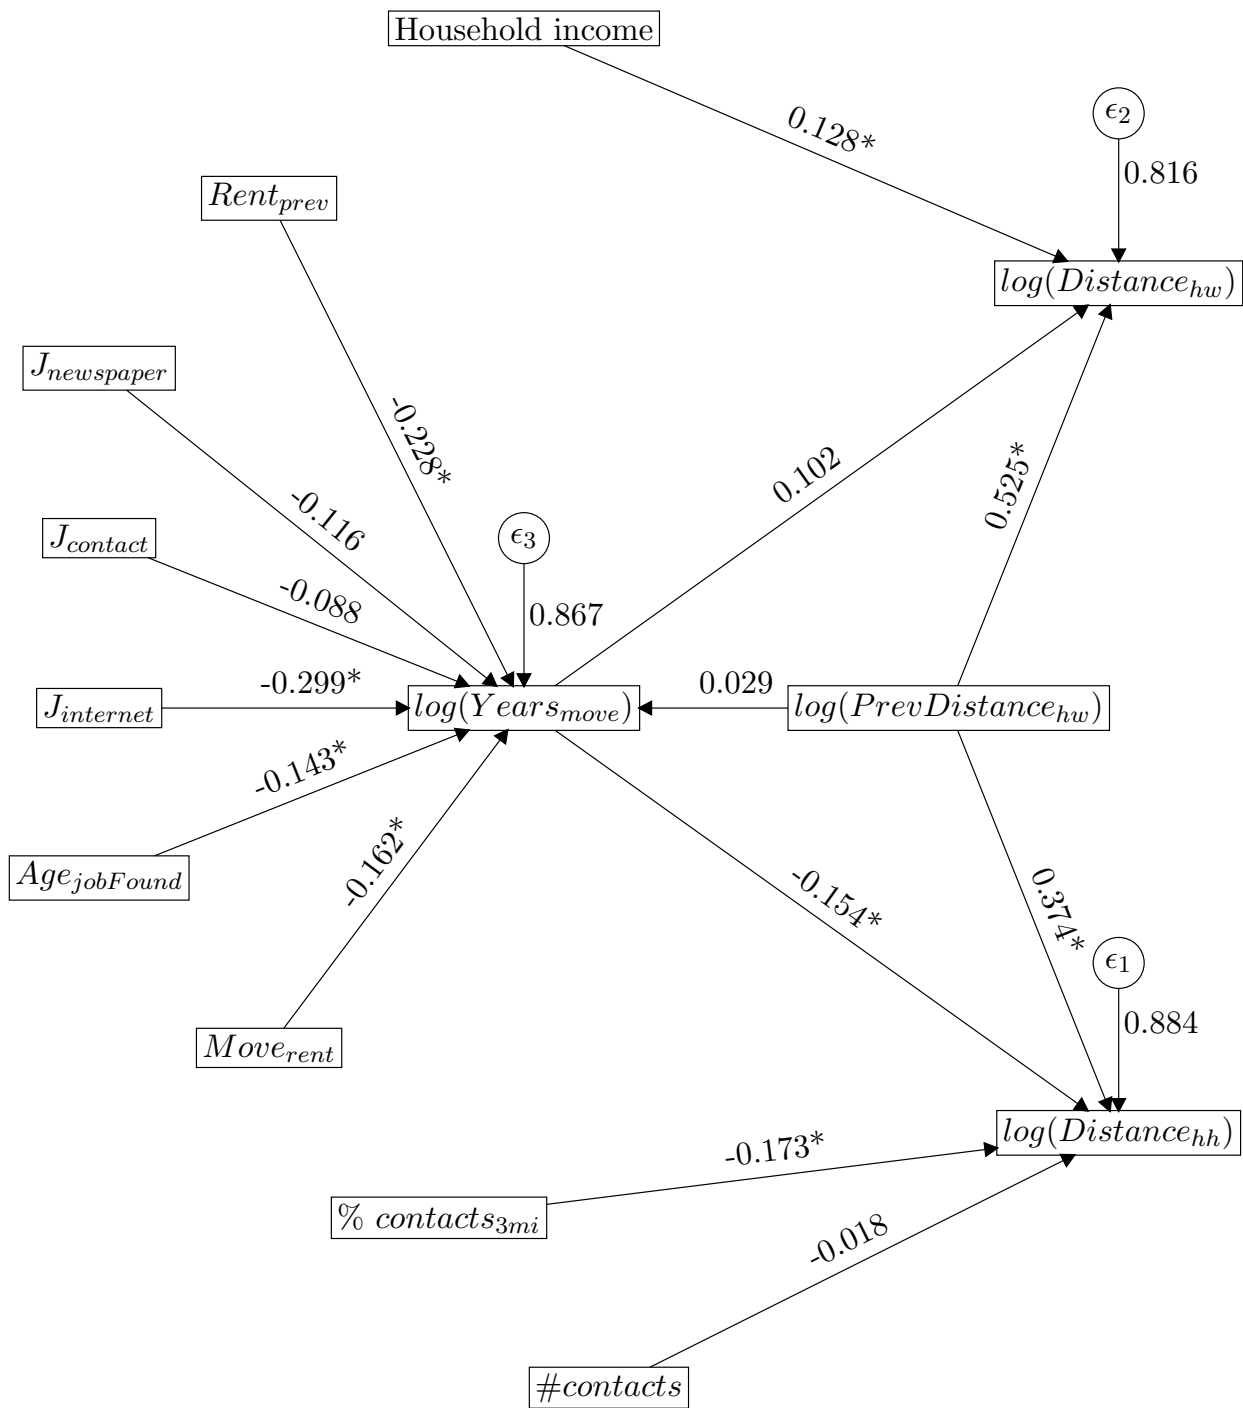 Household income
ϵ2
0.128*
0.816
Rent_prev
log(Distance_hw)
J_newspaper
-0.228*
0.102
0.525*
-0.116
J_contact
ϵ3
-0.088
0.867
-0.299*
0.029
J_internet
log(Years_move)
log(PrevDistance_hw)
-0.143*
-0.162*
Age_jobFound
-0.154*
0.374*
ϵ1
0.884
Move_rent
log(Distance_hh)
-0.173*
% contacts_3mi
-0.018
#contacts